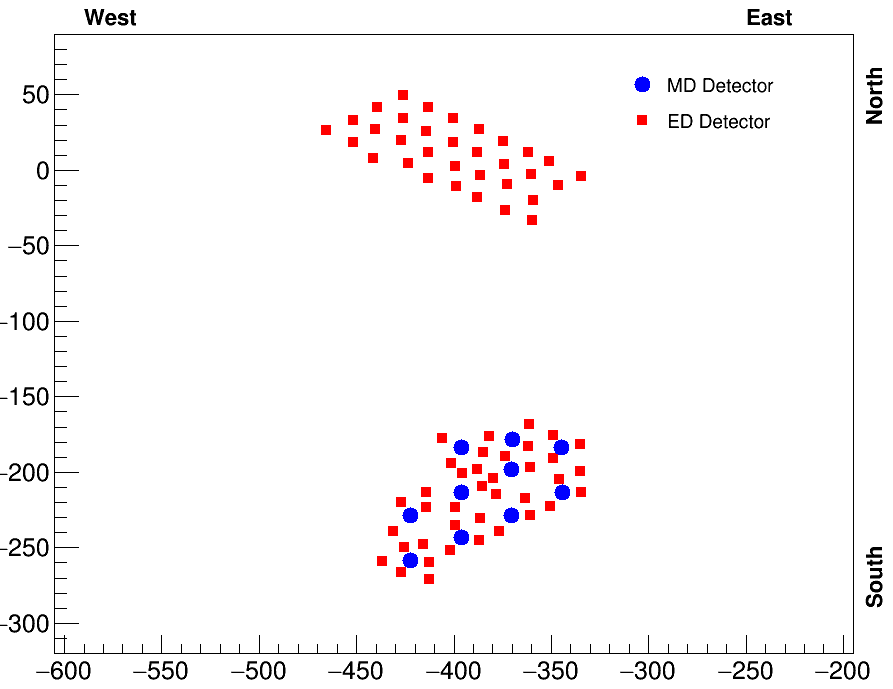 West East
North
MD Detector
ED Detector
50
0
−50
−100
−150
−200
−250
−300
South
−600 −550 −500 −450 −400 −350 −300 −250 −200